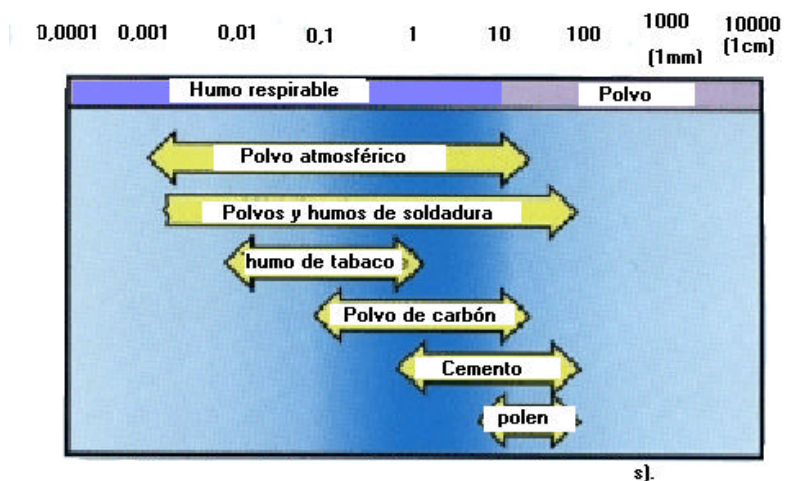 0,0001 0,001 0,01 0,1 1 10 100 1000 10000
(1mm) (1cm)
Humo respirable Polvo
Polvo atmosférico
Polvos y humos de soldadura
humo de tabaco
Polvo de carbón
Cemento
polen
s).